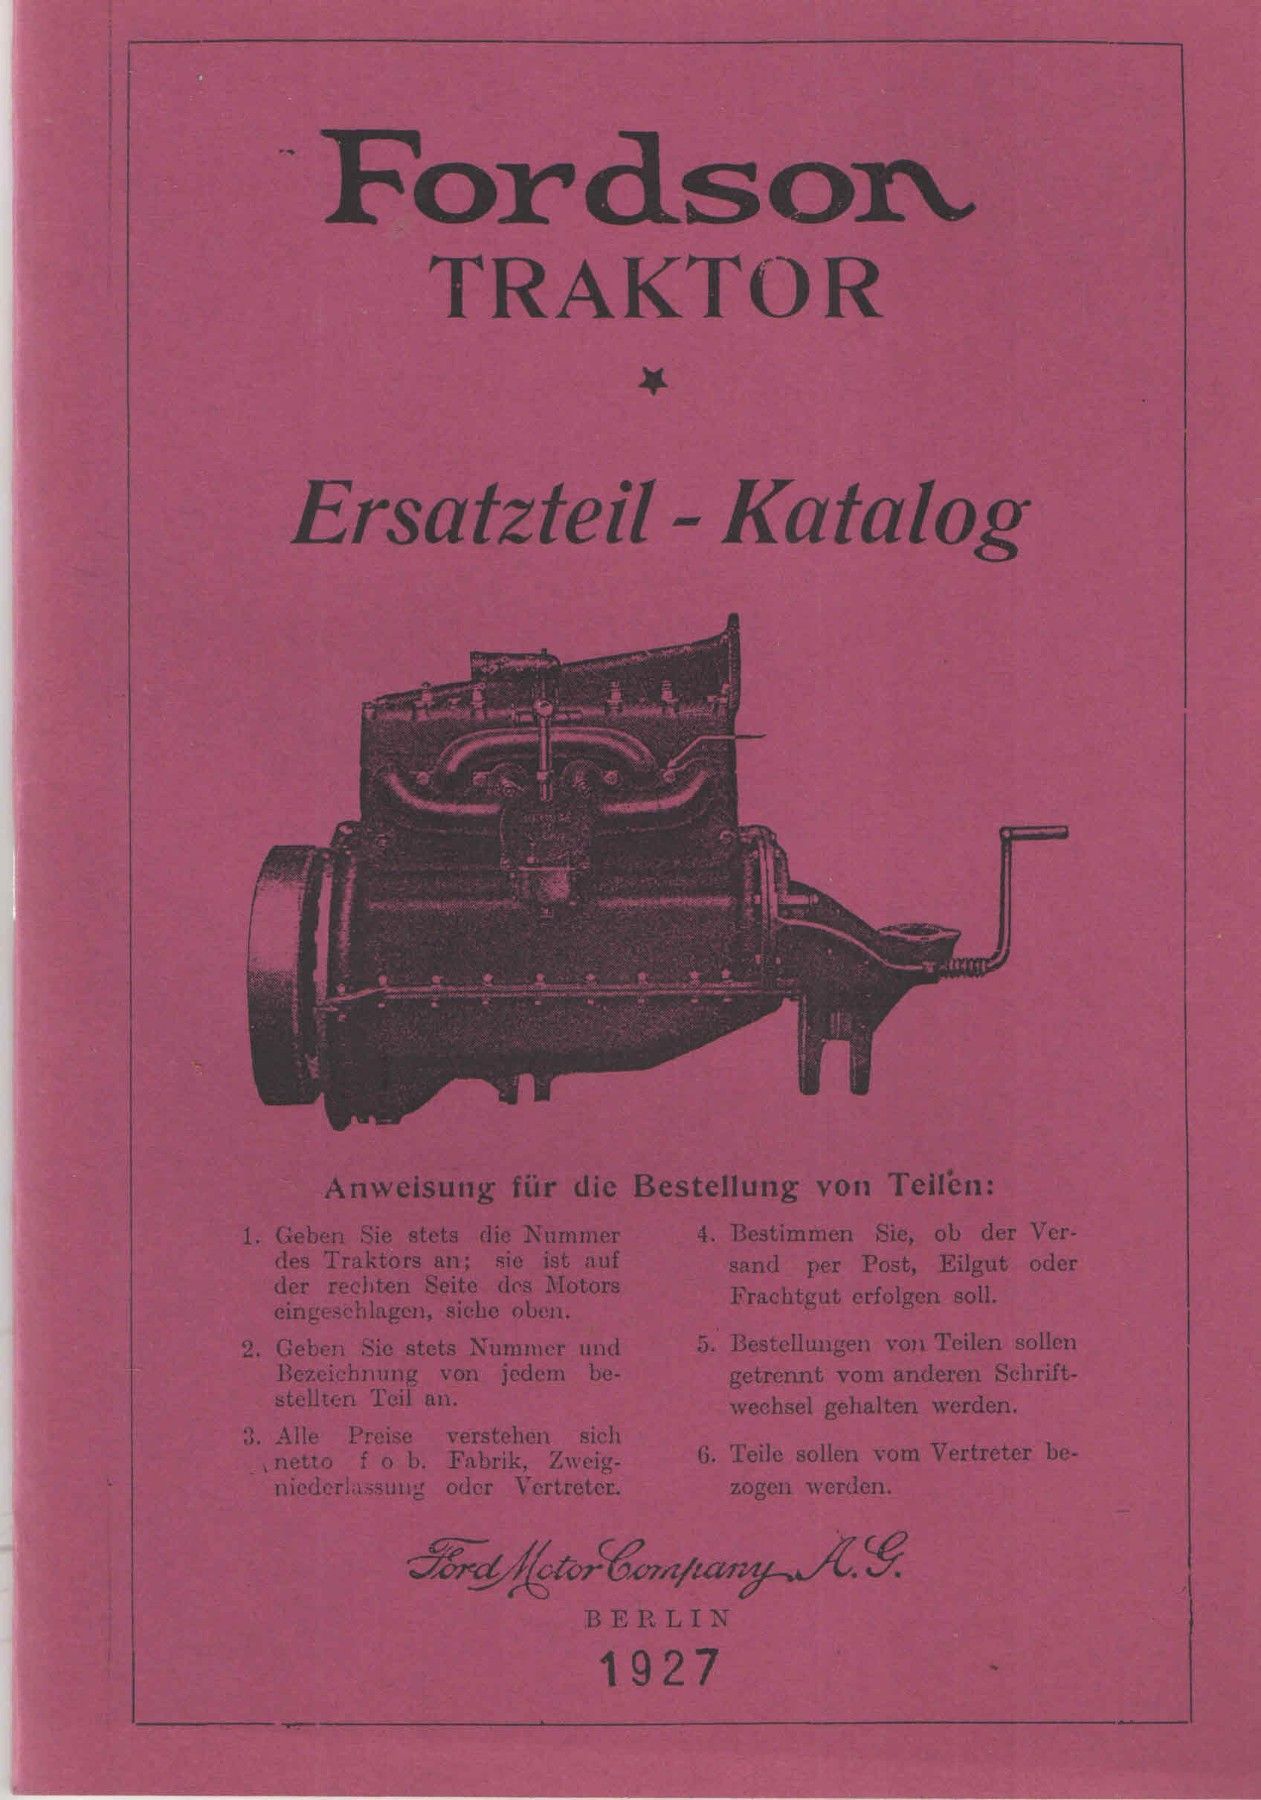 Fordson
TRAKTOR
Ersatzteil - Katalog
Anweisung für die Bestellung von Teilen:
1. Geben Sie stets die Nummer
des Traktors an; sie ist auf
der rechten Seite des Motors
eingeschlagen, siehe oben.
2. Geben Sie stets Nummer und
Bezeichnung von jedem be-
stellten Teil an.
3. Alle Preise verstehen sich
netto f o b. Fabrik, Zweig-
niederlassung oder Vertreter.
4. Bestimmen Sie, ob der Ver-
sand per Post, Eilgut oder
Frachtgut erfolgen soll.
5. Bestellungen von Teilen sollen
getrennt vom anderen Schrift-
wechsel gehalten werden.
6. Teile sollen vom Vertreter be-
zogen werden.
Ford Motor Company A.G.
BERLIN
1927